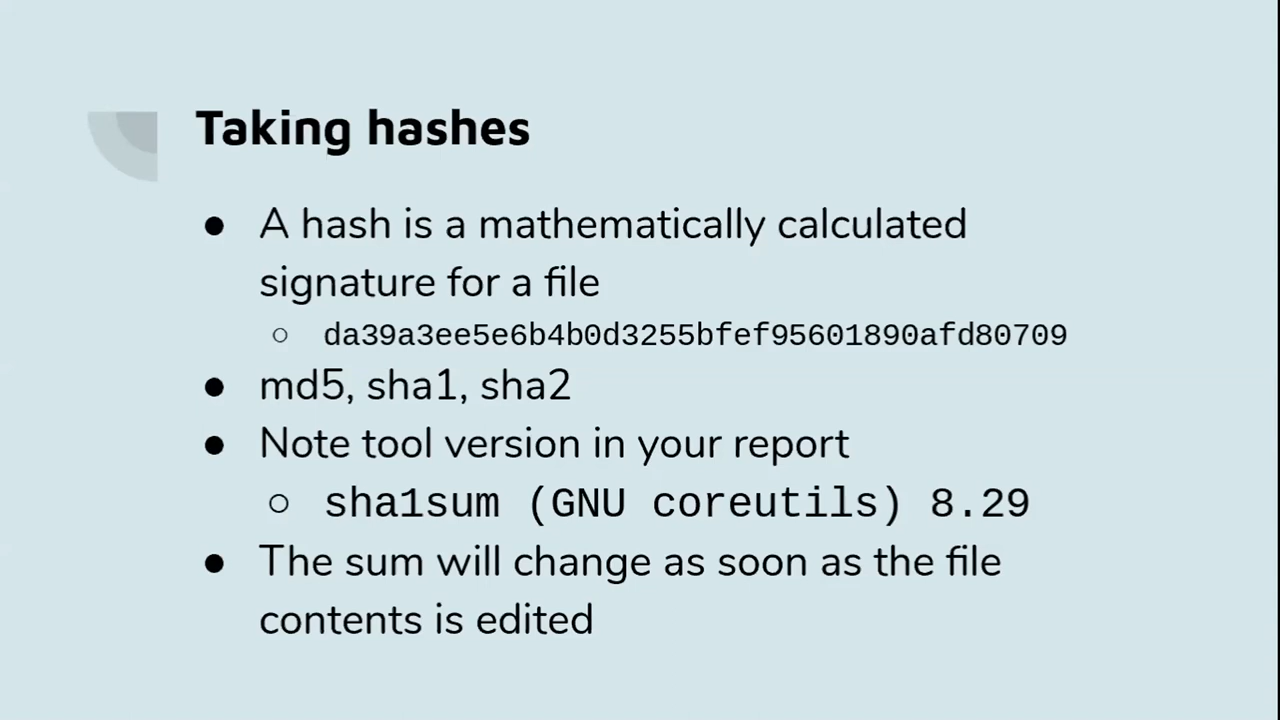 Taking hashes
● A hash is a mathematically calculated
signature for a file
○ da39a3ee5e6b4b0d3255bfef95601890afd80709
● md5, sha1, sha2
● Note tool version in your report
○ sha1sum (GNU coreutils) 8.29
● The sum will change as soon as the file
contents is edited